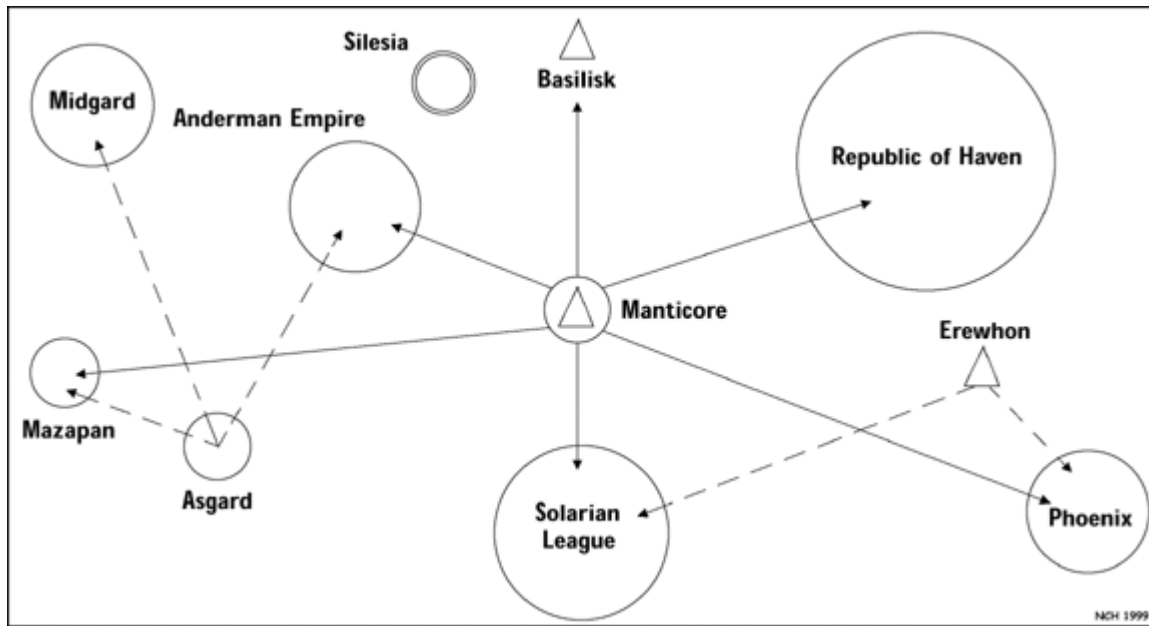 Silesia
Basilisk
Midgard
Anderman Empire
Republic of Haven
Manticore
Erewhon
Mazapan
Asgard
Solarian
League
Phoenix
NCH 1999